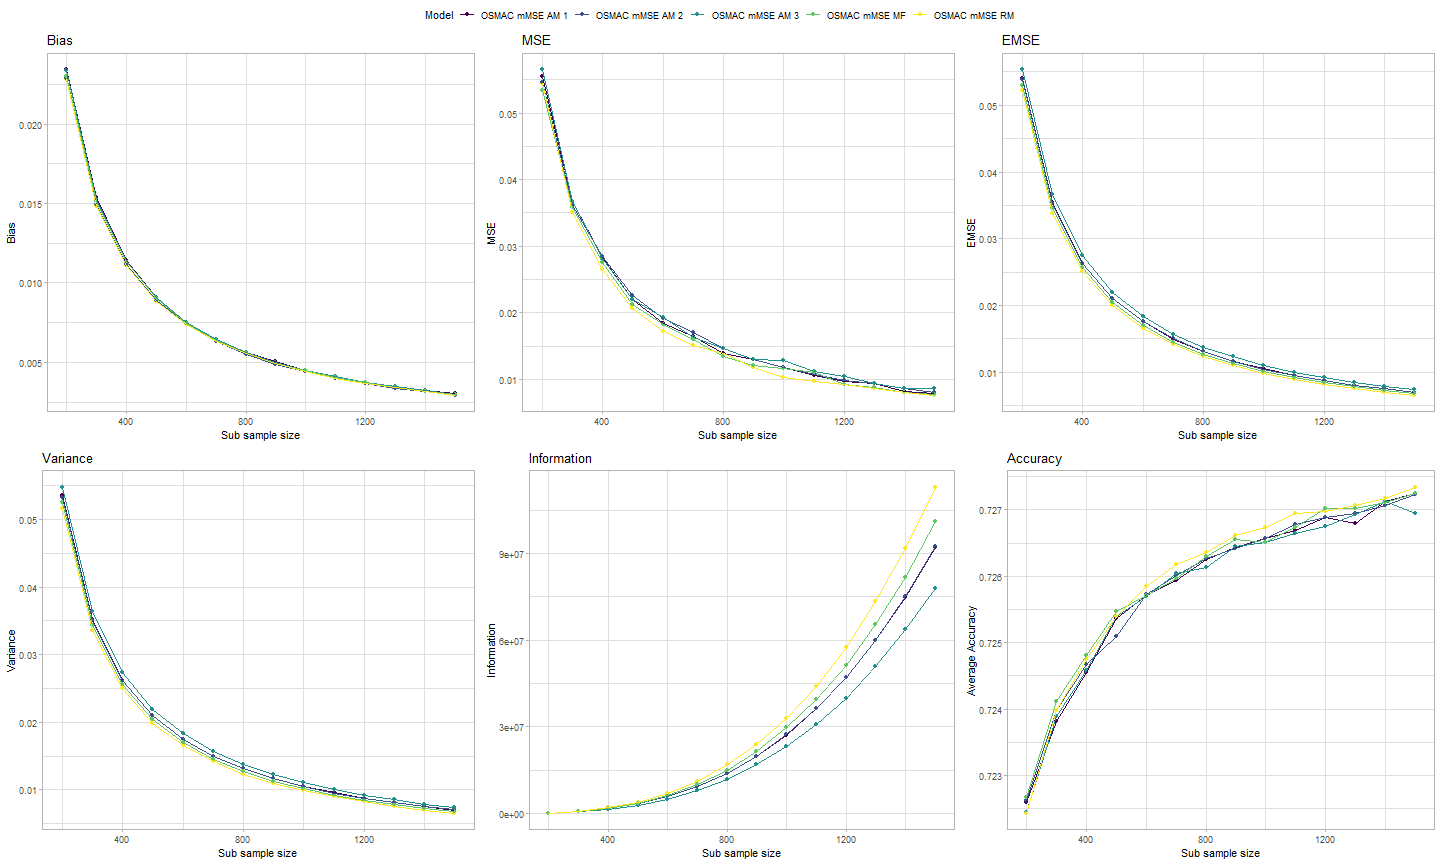 Model OSMAC mMSE AM 1 OSMAC mMSE AM 2 OSMAC mMSE AM 3 OSMAC mMSE MF OSMAC mMSE RM
Bias
0.020
0.015
0.010
0.005
Bias
400 1200
Sub sample size
MSE
0.05
0.04
0.03
0.02
0.01
MSE
400 800 1200
Sub sample size
EMSE
0.05
0.04
0.03
0.02
0.01
EMSE
400 800 1200
Sub sample size
Variance
0.05
0.04
0.03
0.02
0.01
Variance
400 800 1200
Sub sample size
Information
9e+07
6e+07
3e+07
0e+00
Information
400 800 1200
Sub sample size
Accuracy
0.727
0.726
0.725
0.724
0.723
Average Accuracy
400 800 1200
Sub sample size